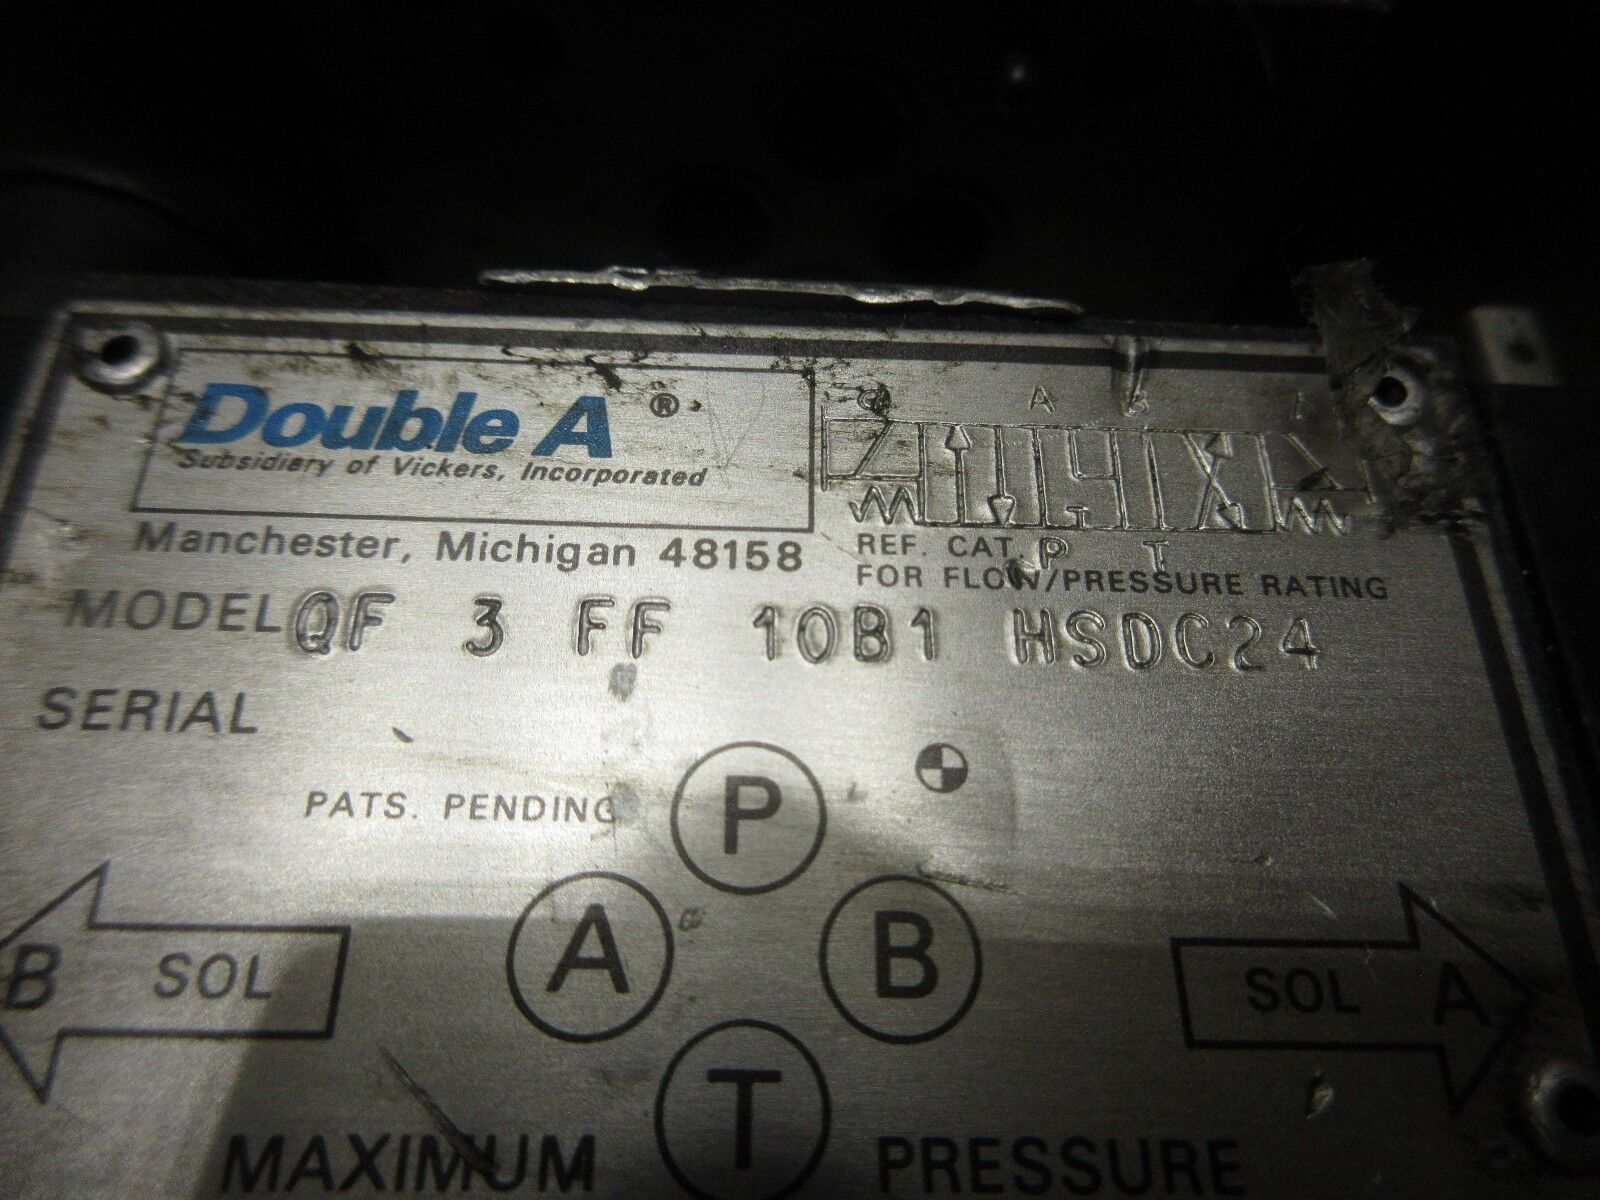 Double A ®
Subsidiary of Vickers, Incorporated
Manchester, Michigan 48158
A B
P T
REF. CAT.
FOR FLOW/PRESSURE RATING
MODEL QF 3 FF 10B1 HSDC24
SERIAL
PATS. PENDING
P
A B
B SOL
SOL A
T
MAXIMUM PRESSURE